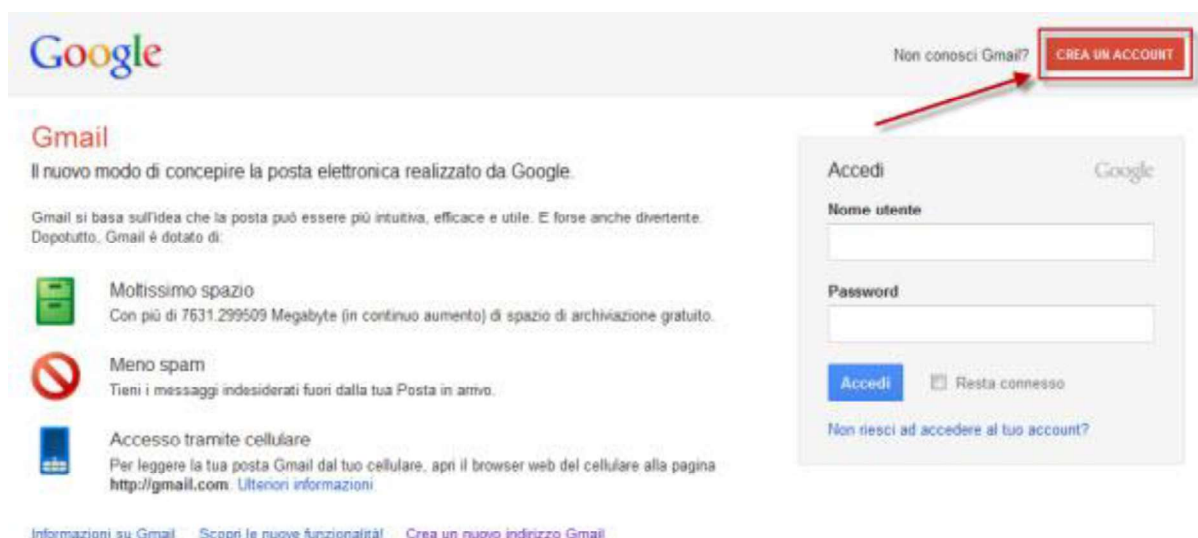 Google
Non conosci Gmail? CREA UN ACCOUNT
Gmail
Il nuovo modo di concepire la posta elettronica realizzato da Google.
Gmail si basa sull'idea che la posta può essere più intuitiva, efficace e utile. E forse anche divertente.
Dopotutto, Gmail è dotato di:
Moltissimo spazio
Con più di 7631.299509 Megabyte (in continuo aumento) di spazio di archiviazione gratuito.
Meno spam
Tieni i messaggi indesiderati fuori dalla tua Posta in arrivo.
Accesso tramite cellulare
Per leggere la tua posta Gmail dal tuo cellulare, apri il browser web del cellulare alla pagina
http://gmail.com. Ulteriori informazioni
Accedi Google
Nome utente
Password
Accedi Resta connesso
Non riesci ad accedere al tuo account?
Informazioni su Gmail Scopri le nuove funzionalità! Crea un nuovo indirizzo Gmail